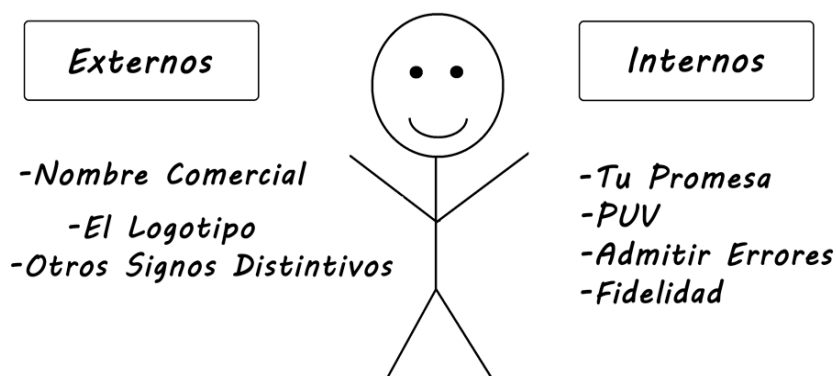 Externos
-Nombre Comercial
-El Logotipo
-Otros Signos Distintivos
Internos
-Tu Promesa
-PUV
-Admitir Errores
-Fidelidad